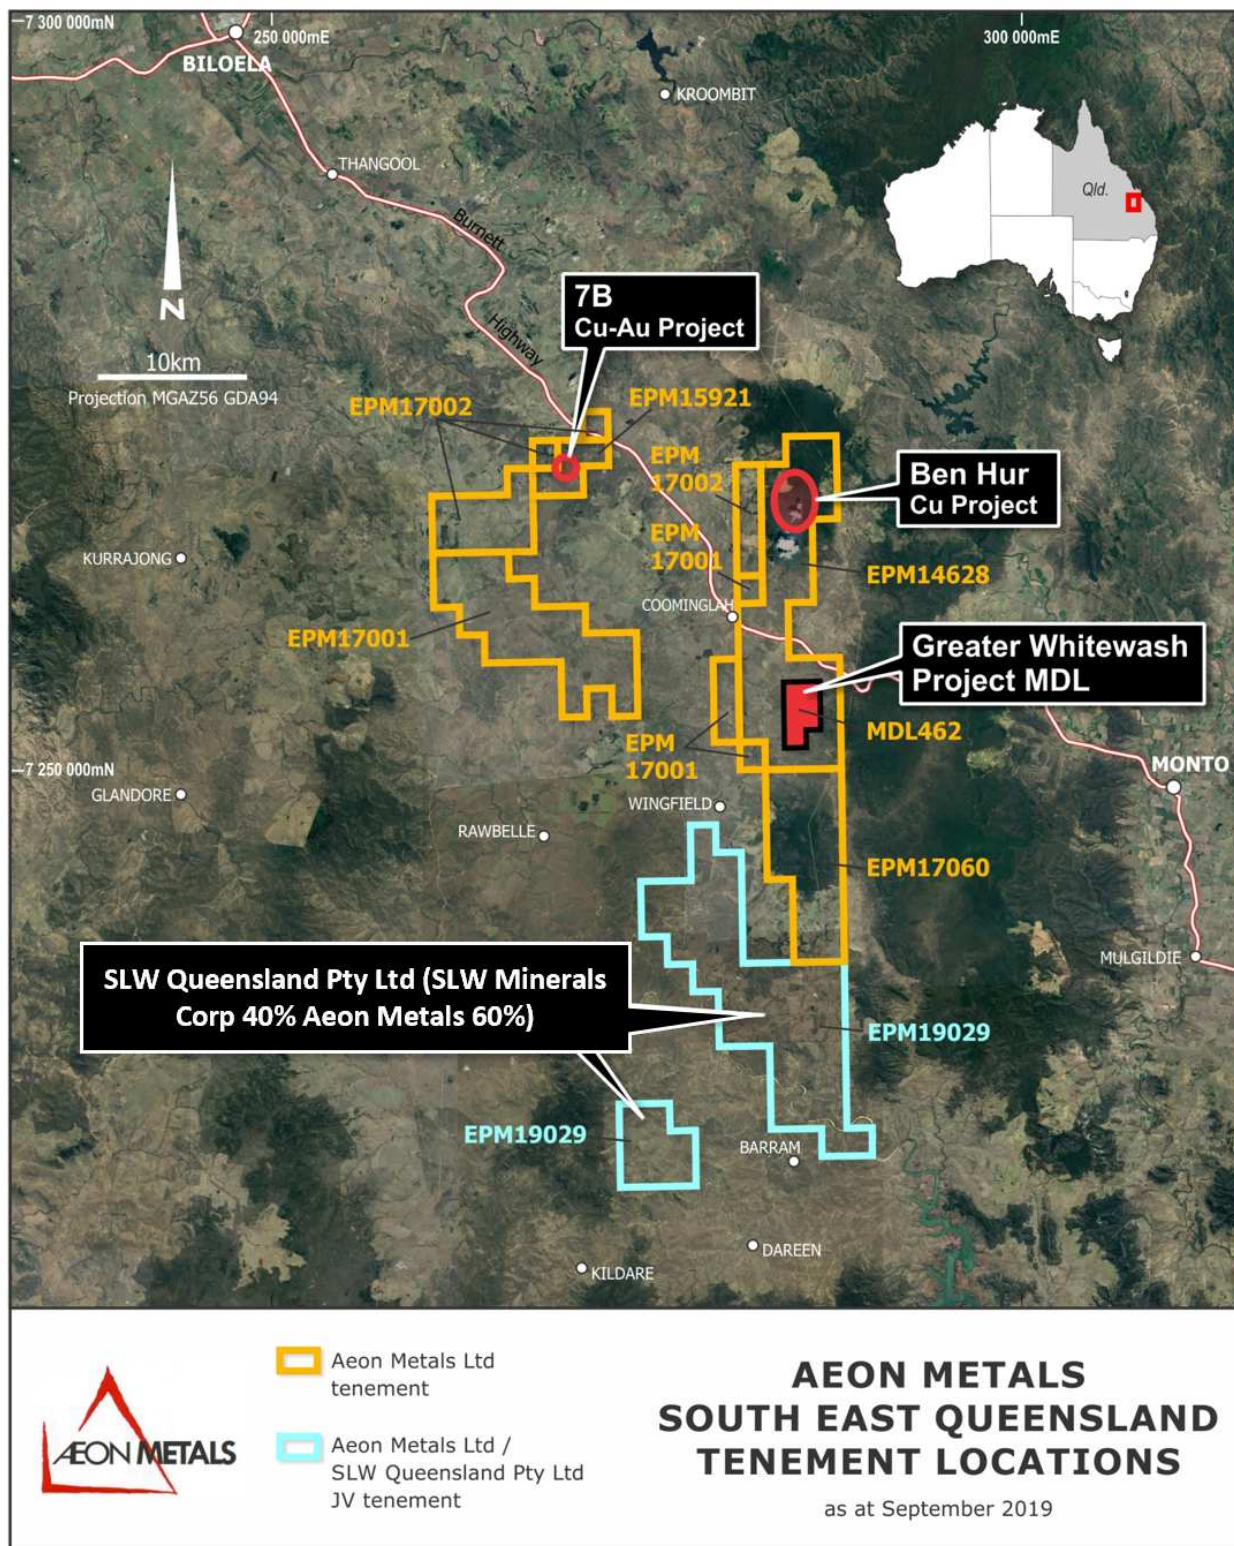 7 300 000mN
250 000mE
300 000mE
BILOELA
KROOMBIT
THANGOOL
Qld.
Burnett
Highway
N
10km
Projection MGAZ56 GDA94
7B
Cu-Au Project
EPM17002
EPM15921
EPM
17002
Ben Hur
Cu Project
EPM
17001
KURRAJONG
EPM14628
COOMINGLAH
EPM17001
Greater Whitewash
Project MDL
EPM
17001
MDL462
7 250 000mN
MONTO
GLANDORE
WINGFIELD
RAWBELLE
EPM17060
SLW Queensland Pty Ltd (SLW Minerals
Corp 40% Aeon Metals 60%)
MULGILDIE
EPM19029
EPM19029
BARRAM
DAREEN
KILDARE
ÆON METALS
Aeon Metals Ltd
tenement
Aeon Metals Ltd /
SLW Queensland Pty Ltd
JV tenement
AEON METALS
SOUTH EAST QUEENSLAND
TENEMENT LOCATIONS
as at September 2019